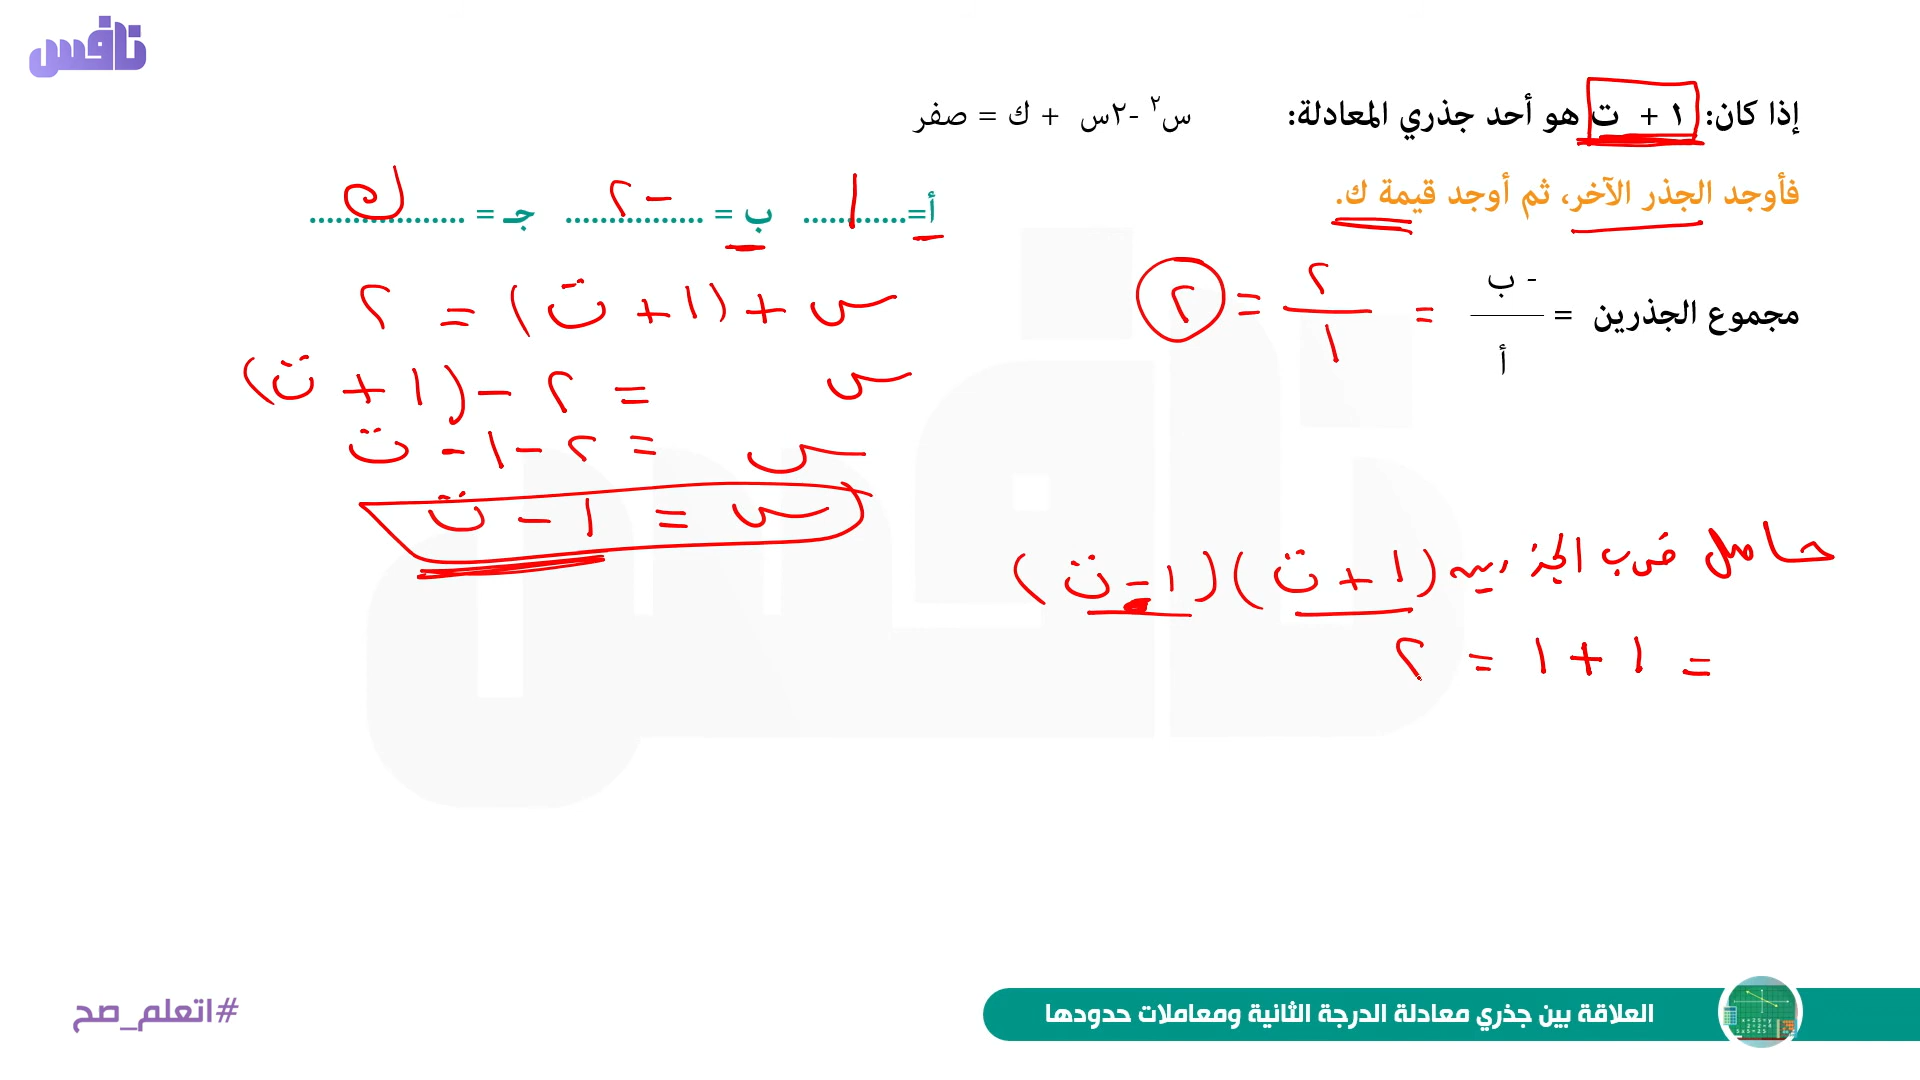 نافس
إذا كان: ١ + ت هو أحد جذري المعادلة: س٢ -٢س + ك = صفر
فأوجد الجذر الآخر، ثم أوجد قيمة ك.
أ=............ ١ ب = ................ -٢ جـ = .................. ك
مجموع الجذرين = - ب / أ = ٢ / ١ = ٢
س + (١ + ت) = ٢
س = ٢ - (١ + ت)
س = ٢ - ١ - ت
س = ١ - ت
حاصل ضرب الجذرين (١ + ت) (١ - ت)
= ١ + ١ = ٢
العلاقة بين جذري معادلة الدرجة الثانية ومعاملات حدودها
#اتعلم_صح